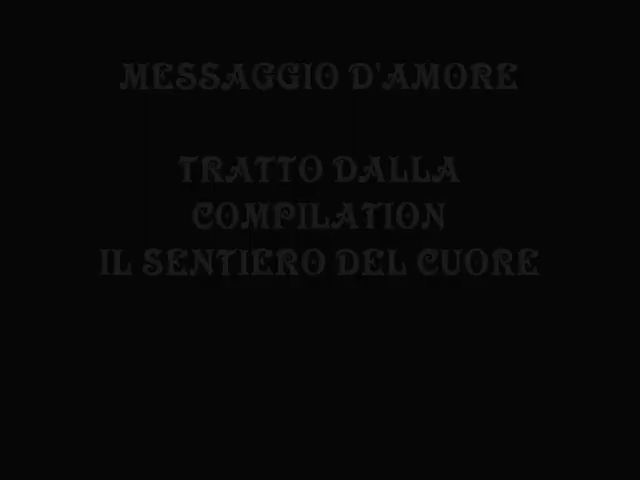 MESSAGGIO D'AMORE
TRATTO DALLA
COMPILATION
IL SENTIERO DEL CUORE